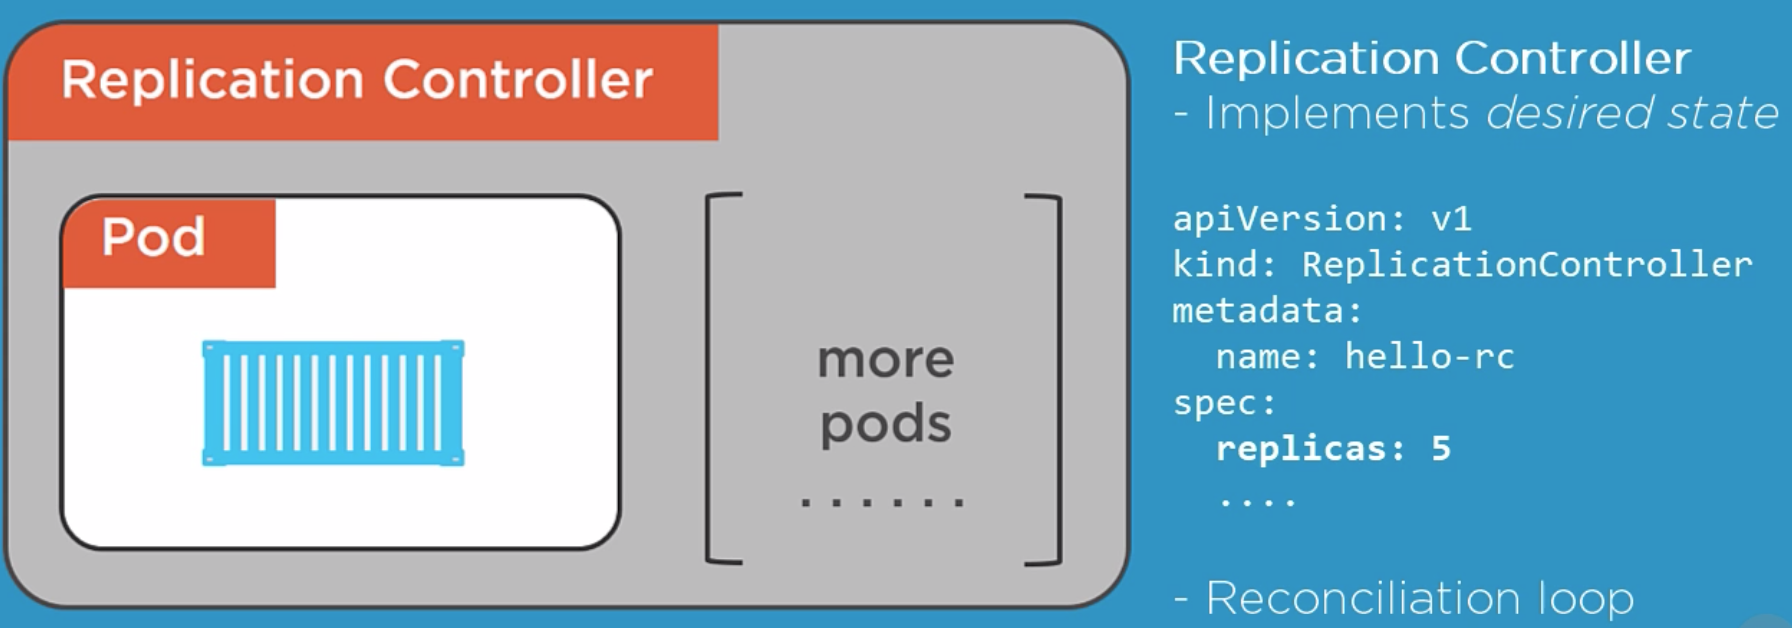 Replication Controller
Pod
more
pods
......
Replication Controller
- Implements desired state
apiVersion: v1
kind: ReplicationController
metadata:
  name: hello-rc
spec:
  replicas: 5
  ....
- Reconciliation loop